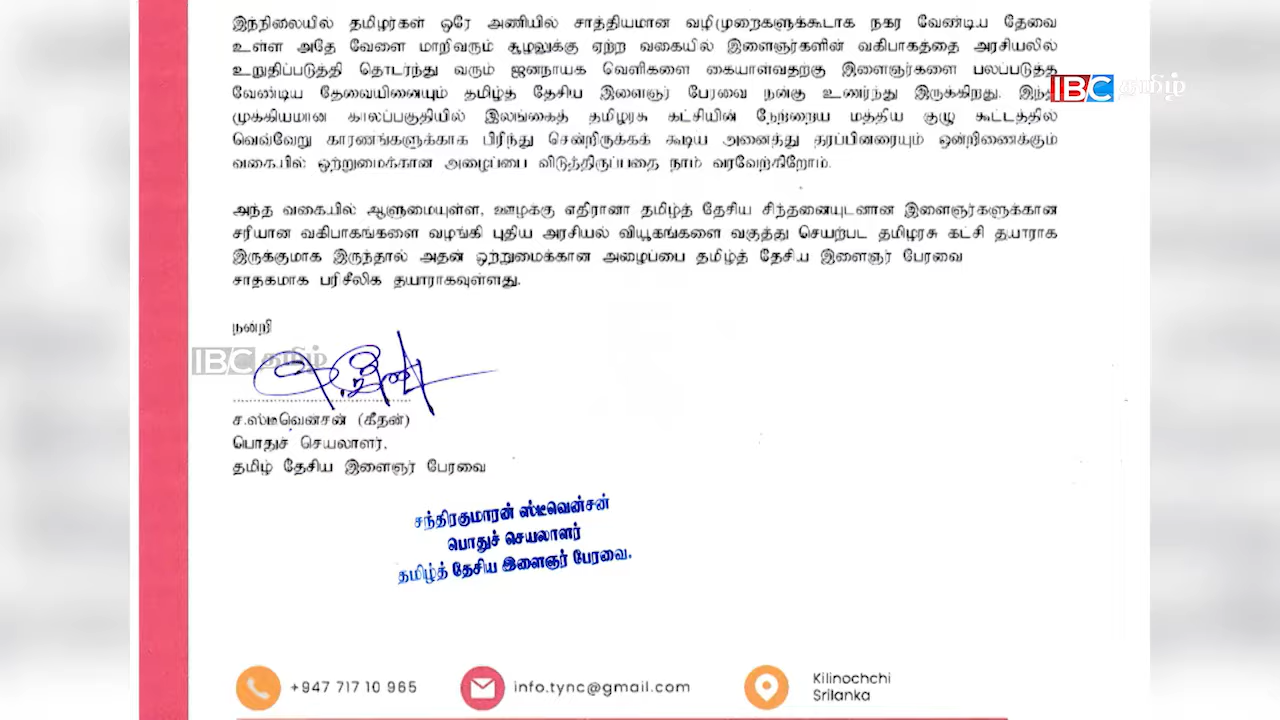 இந்நிலையில் தமிழர்கள் ஒரே அணியில் சாத்தியமான வழிமுறைகளுக்கூடாக நகர வேண்டிய தேவை
உள்ள அதே வேளை மாறிவரும் சூழலுக்கு ஏற்ற வகையில் இளைஞர்களின் வகிபாகத்தை அரசியலில்
உறுதிப்படுத்தி தொடர்ந்து வரும் ஜனநாயக வெளிகளை கையாள்வதற்கு இளைஞர்களை பலப்படுத்த
வேண்டிய தேவையினையும் தமிழ்த் தேசிய இளைஞர் பேரவை நன்கு உணர்ந்து இருக்கிறது. இந்த
IBC தமிழ்
முக்கியமான காலப்பகுதியில் இலங்கைத் தமிழரசு கட்சியின் நேற்றைய மத்திய குழு கூட்டத்தில்
வெவ்வேறு காரணங்களுக்காக பிரிந்து சென்றிருக்கக் கூடிய அனைத்து தரப்பினரையும் ஒன்றிணைக்கும்
வகையில் ஒற்றுமைக்கான அழைப்பை விடுத்திருப்பதை நாம் வரவேற்கிறோம்.
அந்த வகையில் ஆளுமையுள்ள, ஊழக்கு எதிரானா தமிழ்த் தேசிய சிந்தனையுடனான இளைஞர்களுக்கான
சரியான வகிபாகங்களை வழங்கி புதிய அரசியல் வியூகங்களை வகுத்து செயற்பட தமிழரசு கட்சி தயாராக
இருக்குமாக இருந்தால் அதன் ஒற்றுமைக்கான அழைப்பை தமிழ்த் தேசிய இளைஞர் பேரவை
சாதகமாக பரிசீலிக தயாராகவுள்ளது.
நன்றி
IBC தமிழ்
ச.ஸ்டீவெனசன் (கீதன்)
பொதுச் செயலாளர்,
தமிழ் தேசிய இளைஞர் பேரவை
சந்திரகுமாரன் ஸ்டீவென்சன்
பொதுச் செயலாளர்
தமிழ்த் தேசிய இளைஞர் பேரவை.
+947 717 10 965
info.tync@gmail.com
Kilinochchi
Srilanka